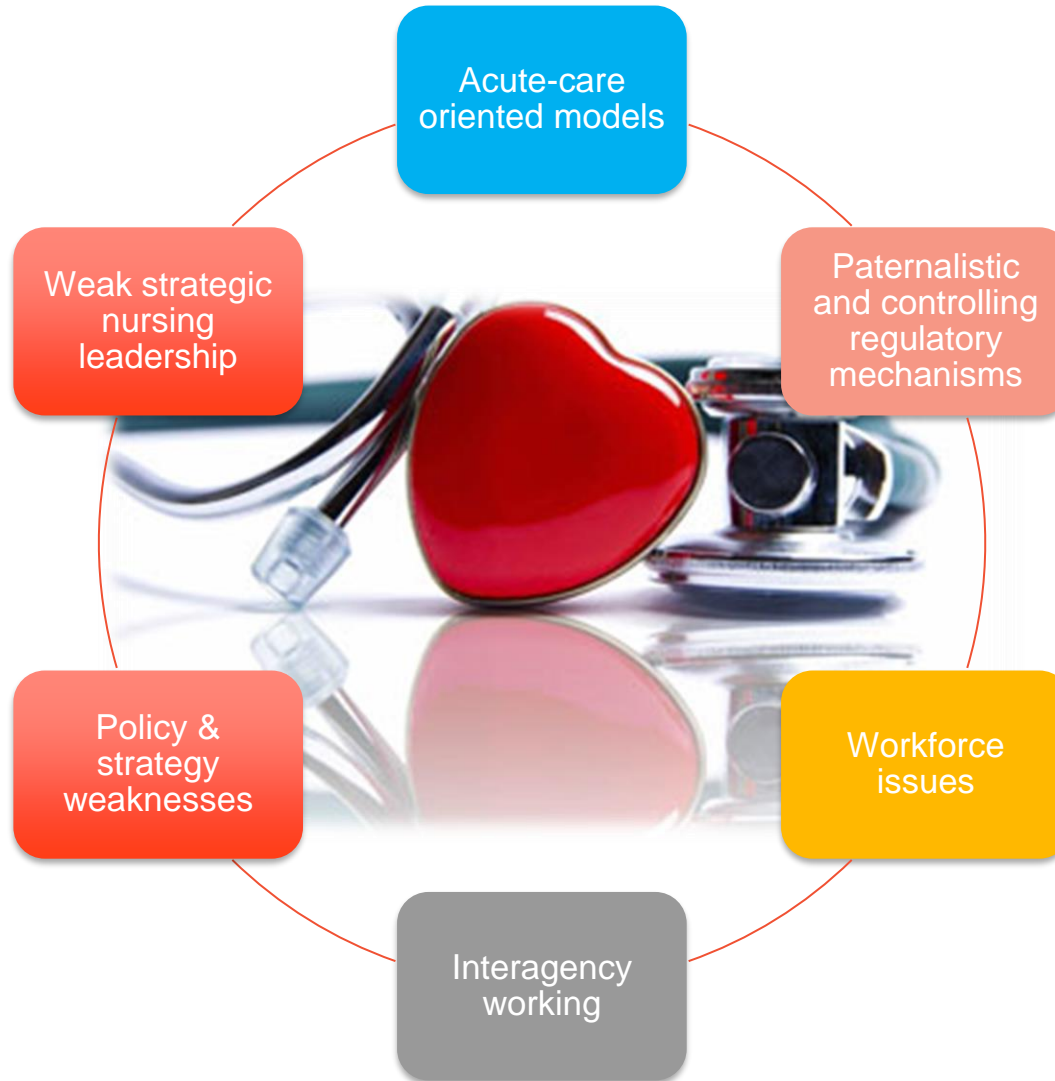 Acute-care
oriented models
Weak strategic
nursing
leadership
Paternalistic
and controlling
regulatory
mechanisms
Policy &
strategy
weaknesses
Workforce
issues
Interagency
working